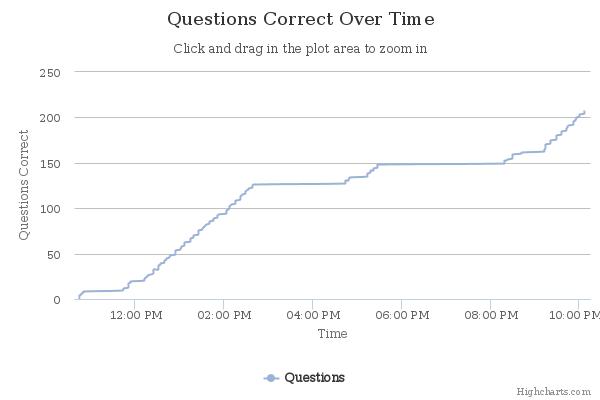 Questions Correct Over Time
Click and drag in the plot area to zoom in
Questions Correct
250
200
150
100
50
0
12:00 PM 02:00 PM 04:00 PM 06:00 PM 08:00 PM 10:00 PM
Time
Questions
Highcharts.com